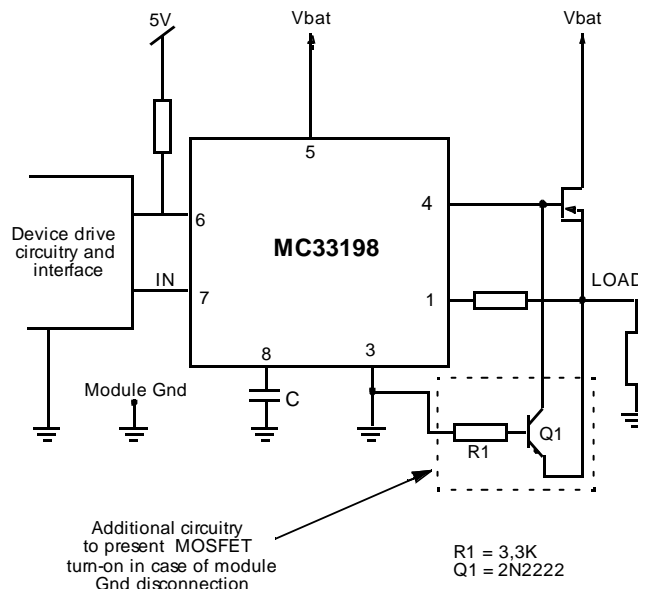 5V
Vbat
Vbat
5
6
4
Device drive
circuitry and
interface
MC33198
IN
7
1
LOAD
8
3
Module Gnd
C
Q1
R1
Additional circuitry
to present MOSFET
turn-on in case of module
Gnd disconnection
R1 = 3,3K
Q1 = 2N2222